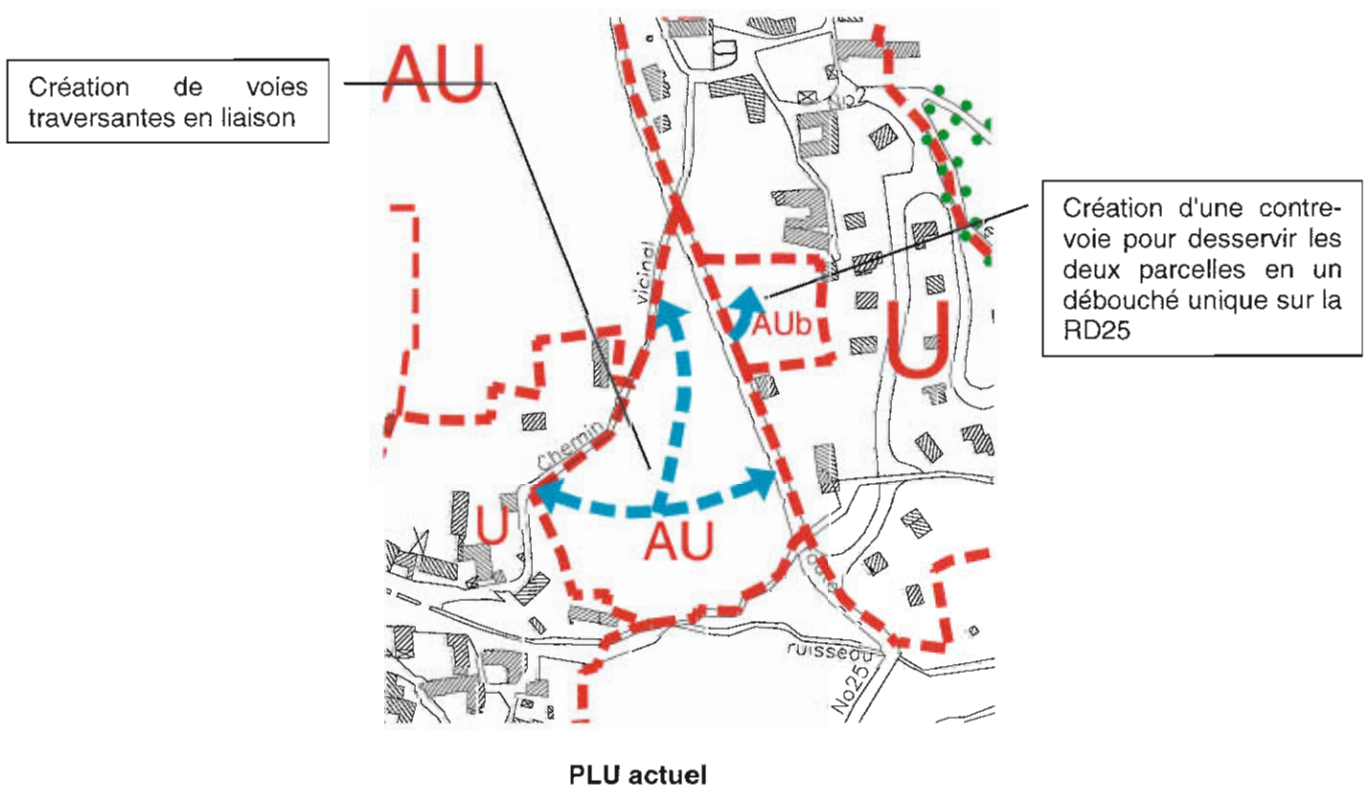 AU
Création de voies
traversantes en liaison
Création d'une contre-
voie pour desservir les
deux parcelles en un
débouché unique sur la
RD25
vicinal
AUb
U
Chemin
U
AU
ruisseau
No25
PLU actuel